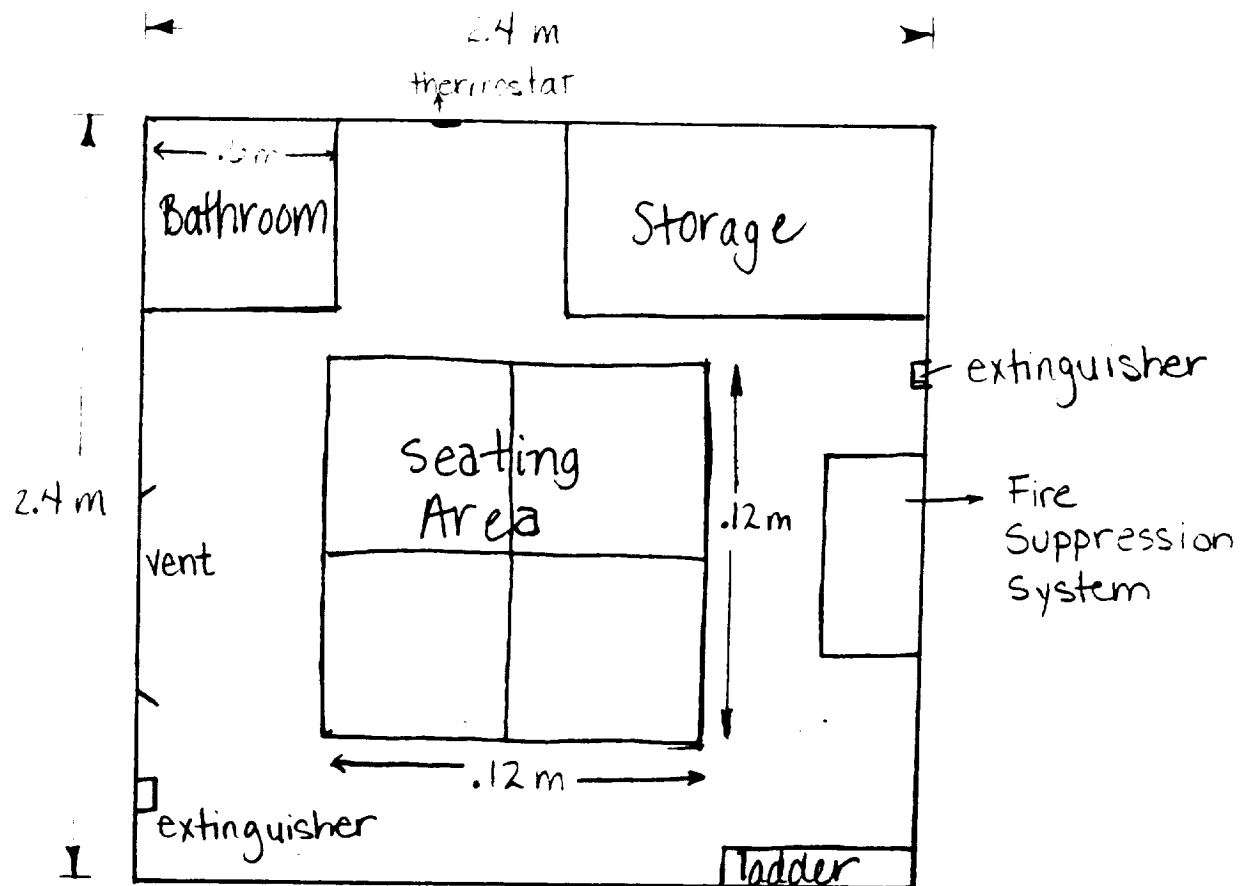 2.4 m
thermostat
Bathroom
Storage
extinguisher
Seating
Area
.12 m
Fire
Suppression
System
2.4 m
vent
.12 m
extinguisher
ladder